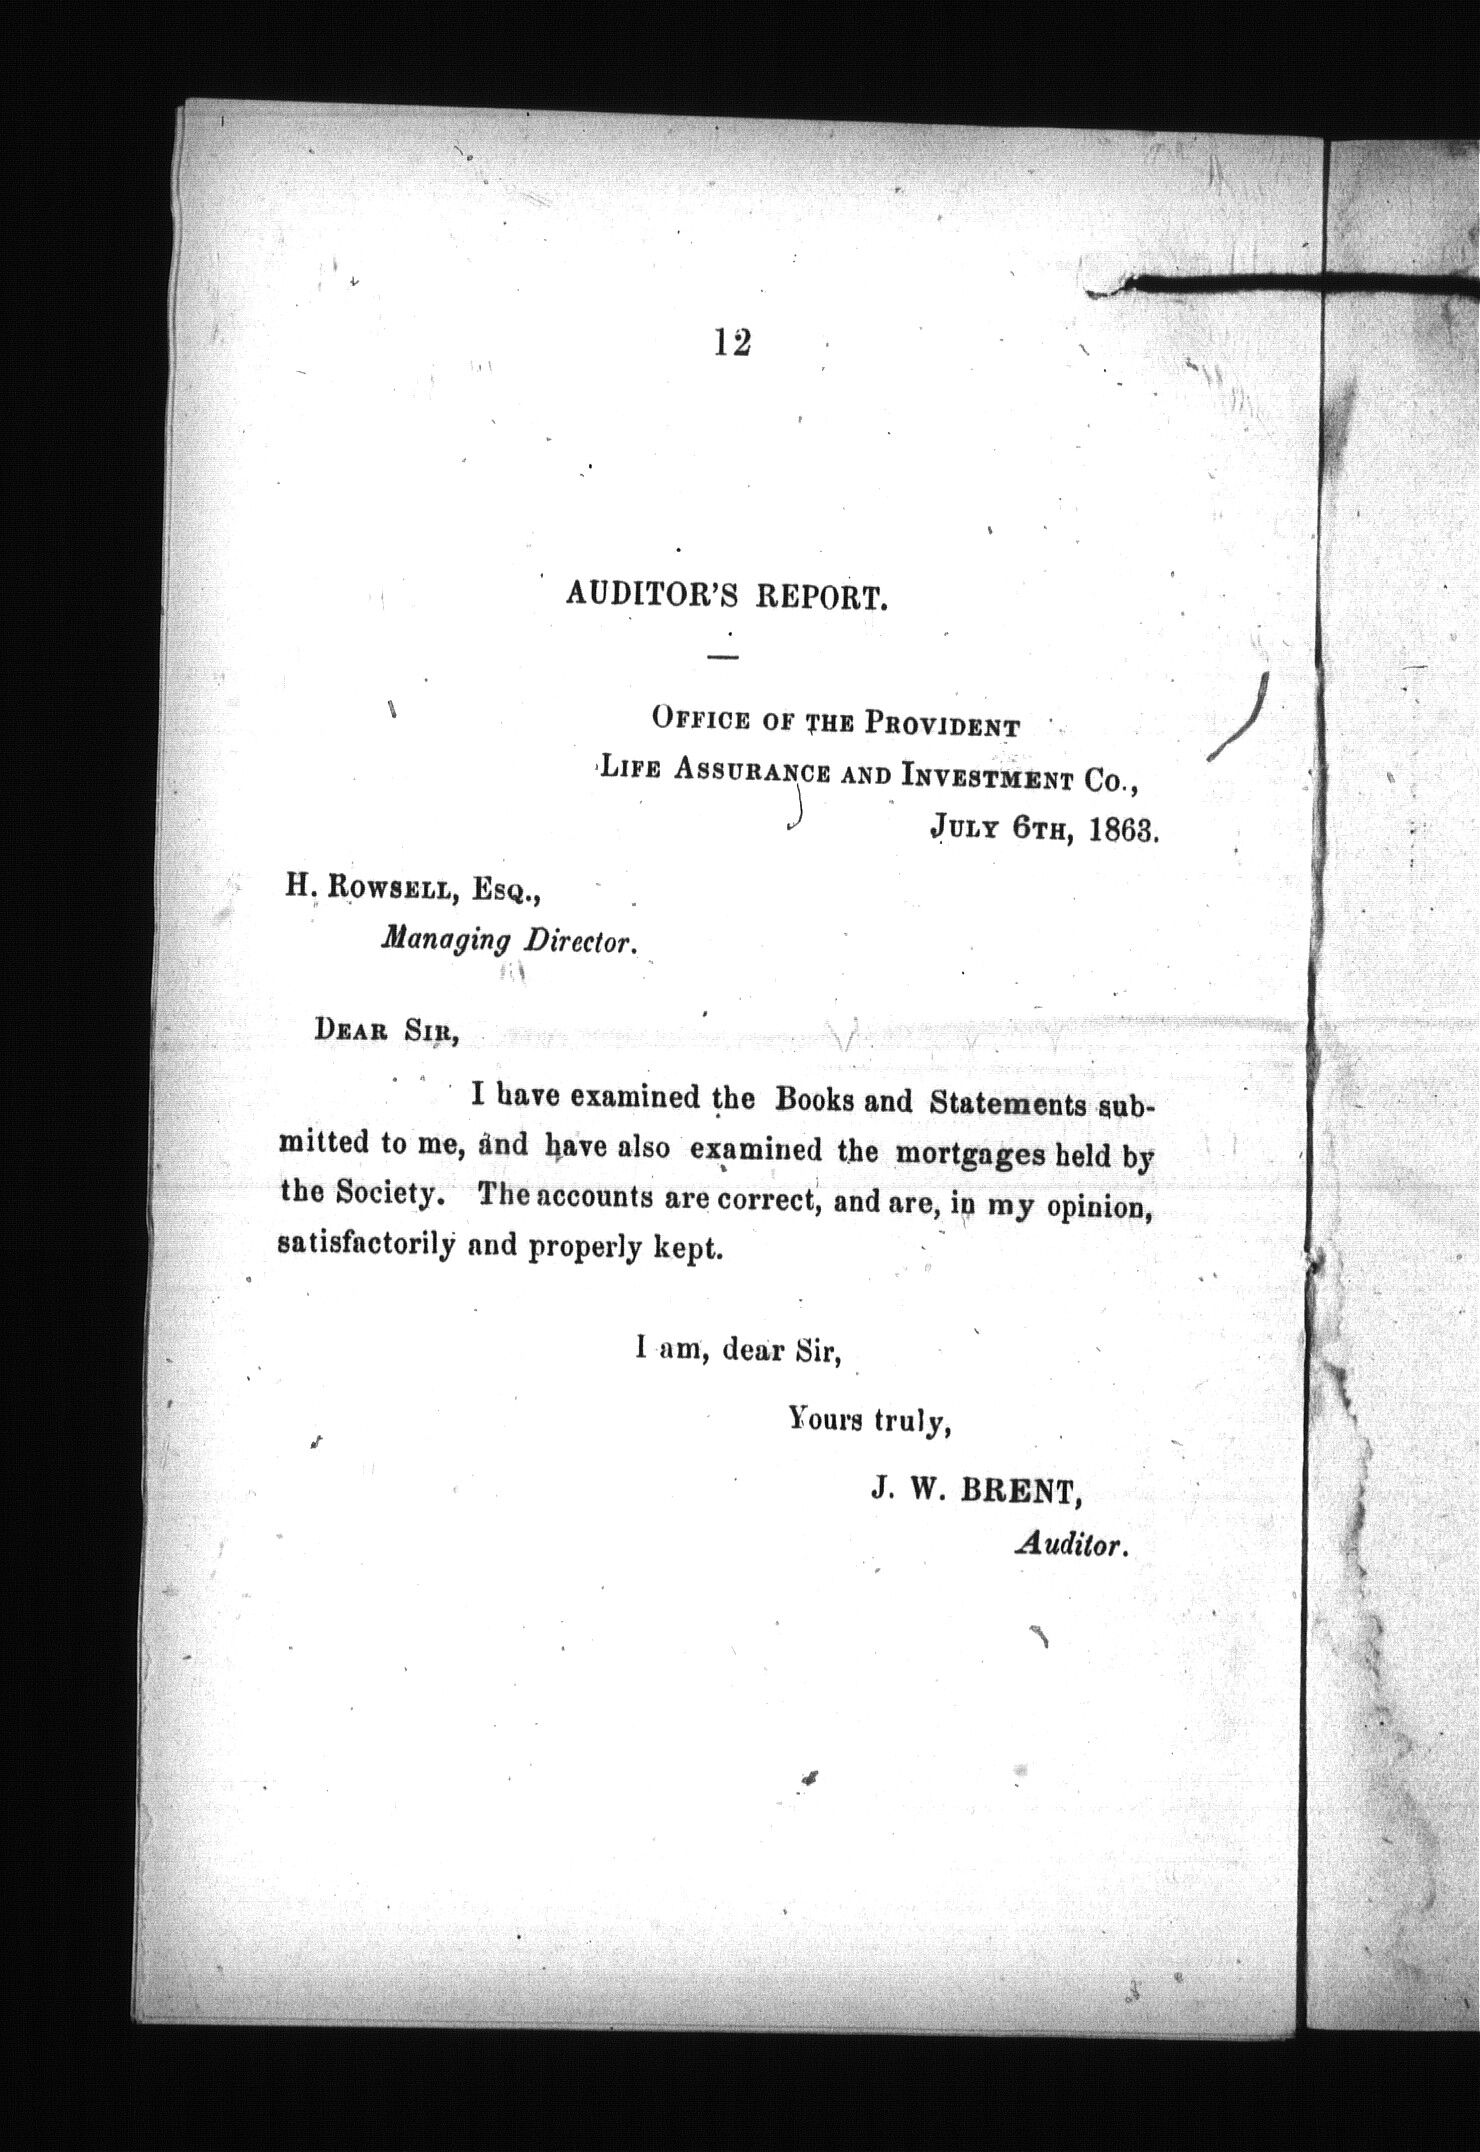 12
AUDITOR'S REPORT.
OFFICE OF THE PROVIDENT
LIFE ASSURANCE AND INVESTMENT CO.,
JULY 6TH, 1863.
H. ROWSELL, ESQ.,
Managing Director.
DEAR SIR,
I have examined the Books and Statements sub-
mitted to me, and have also examined the mortgages held by
the Society. The accounts are correct, and are, in my opinion,
satisfactorily and properly kept.
I am, dear Sir,
Yours truly,
J. W. BRENT,
Auditor.